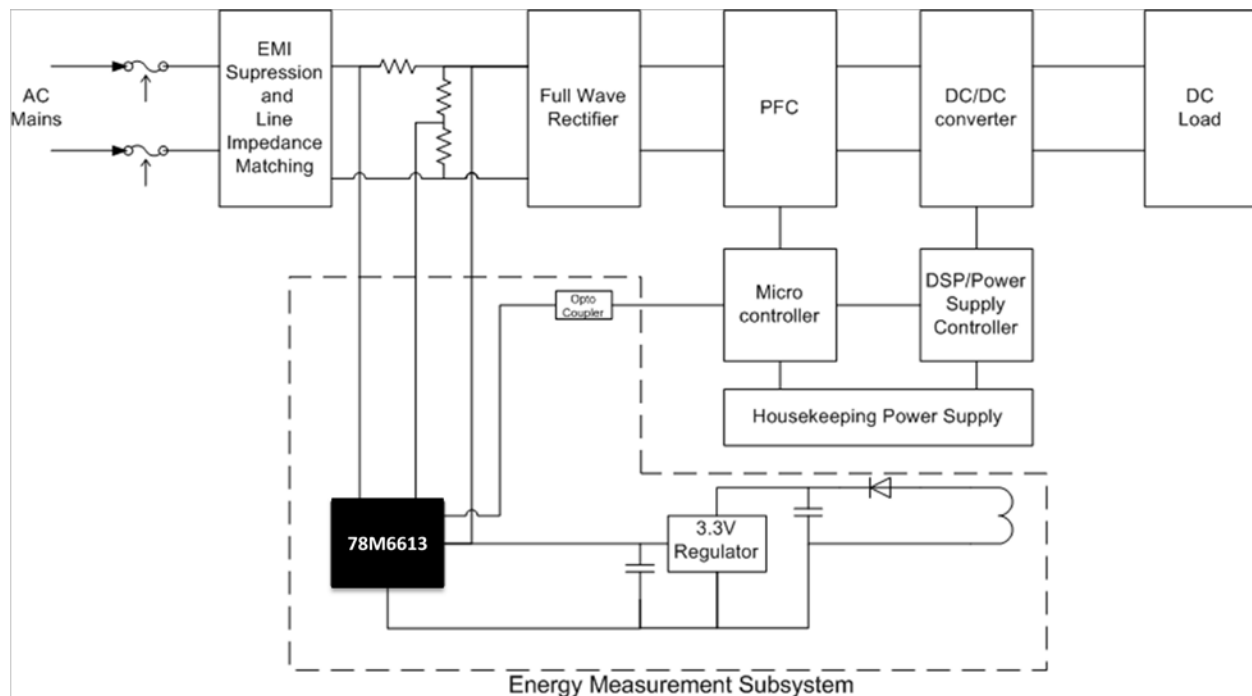 AC
Mains
EMI
Supression
and
Line
Impedance
Matching
Full Wave
Rectifier
PFC
DC/DC
converter
DC
Load
Micro
controller
DSP/Power
Supply
Controller
Opto
Coupler
Housekeeping Power Supply
78M6613
3.3V
Regulator
Energy Measurement Subsystem